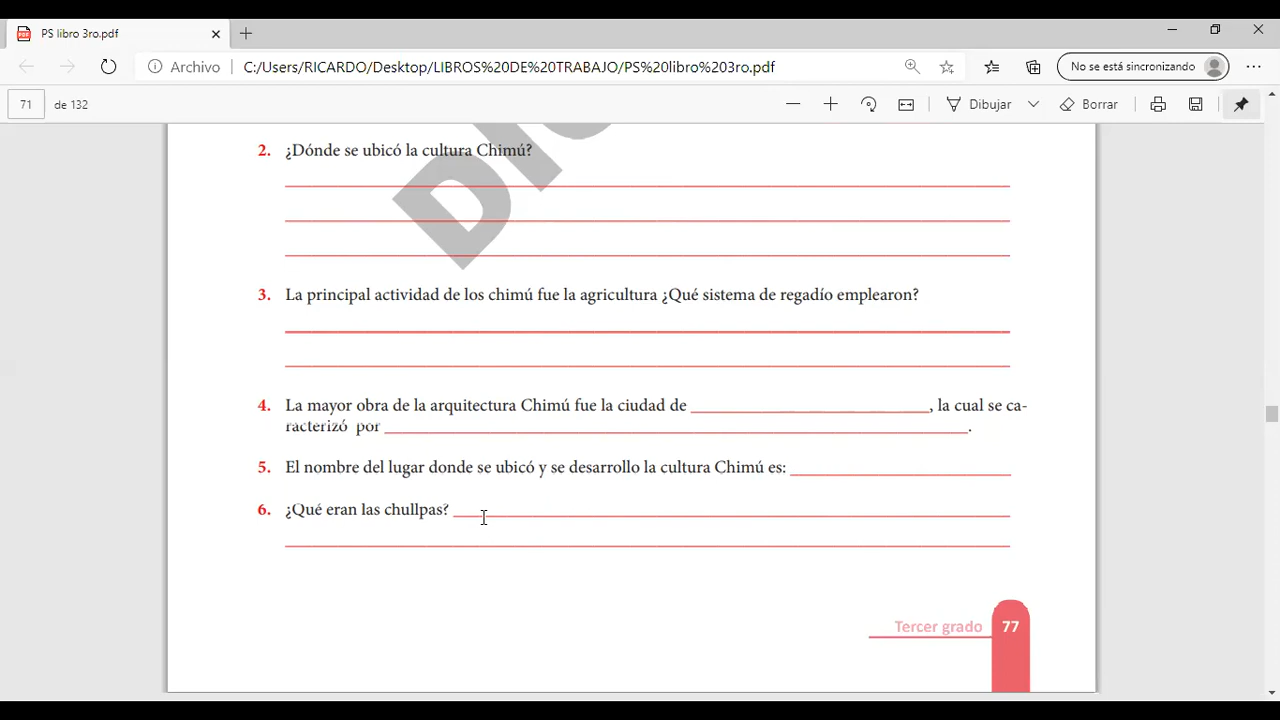 PS libro 3ro.pdf
Archivo C:/Users/RICARDO/Desktop/LIBROS%20DE%20TRABAJO/PS%20libro%203ro.pdf No se está sincronizando
71 de 132 Dibujar Borrar
2. ¿Dónde se ubicó la cultura Chimú?
3. La principal actividad de los chimú fue la agricultura ¿Qué sistema de regadío emplearon?
4. La mayor obra de la arquitectura Chimú fue la ciudad de ____________________, la cual se ca-
racterizó por ____________________.
5. El nombre del lugar donde se ubicó y se desarrollo la cultura Chimú es: ____________________
6. ¿Qué eran las chullpas? ____________________
Tercer grado 77